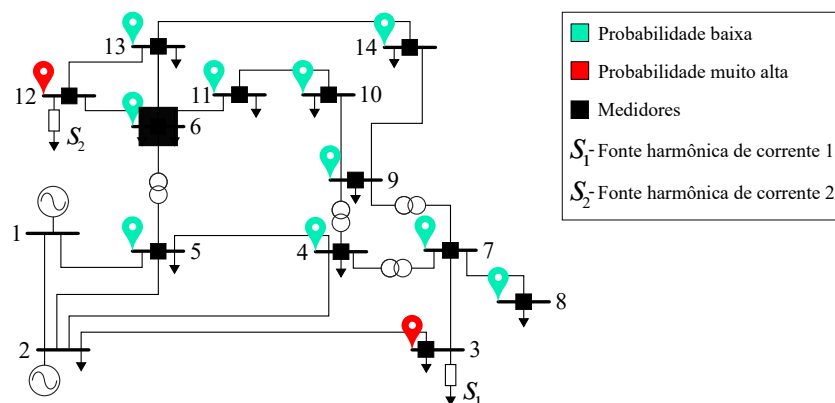 13
14
12
11
10
6
S₂
9
1
5
4
7
8
2
3
S₁
Probabilidade baixa
Probabilidade muito alta
Medidores
S₁- Fonte harmônica de corrente 1
S₂- Fonte harmônica de corrente 2